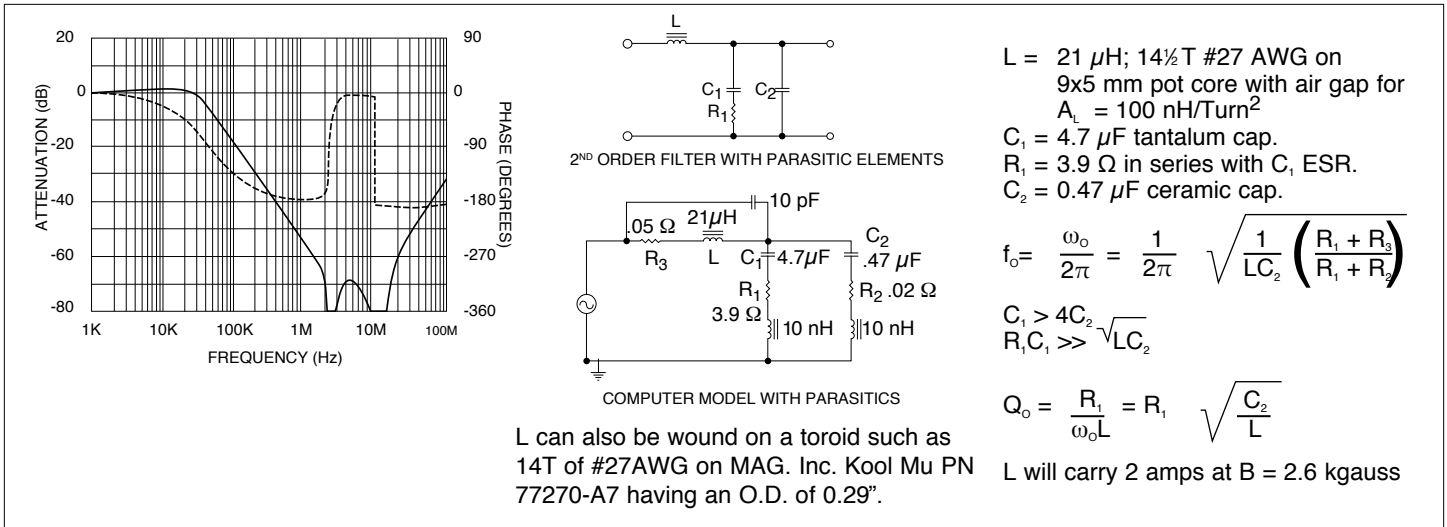 20
0
-20
-40
-60
-80
ATTENUATION (dB)
1K 10K 100K 1M 10M 100M
FREQUENCY (Hz)
90
0
-90
-180
-270
-360
PHASE (DEGREES)
L
C₁ C₂
R₁
2ND ORDER FILTER WITH PARASITIC ELEMENTS
10 pF
.05 Ω 21µH
R₃ L C₁ 4.7µF
C₂
.47 µF
R₁
3.9 Ω
R₂ .02 Ω
10 nH 10 nH
COMPUTER MODEL WITH PARASITICS
L can also be wound on a toroid such as
14T of #27AWG on MAG. Inc. Kool Mu PN
77270-A7 having an O.D. of 0.29”.
L = 21 µH; 14½ T #27 AWG on
9x5 mm pot core with air gap for
A_L = 100 nH/Turn²
C₁ = 4.7 µF tantalum cap.
R₁ = 3.9 Ω in series with C₁ ESR.
C₂ = 0.47 µF ceramic cap.
f₀= ω₀/2π = 1/2π √(1/LC₂ (R₁ + R₃/R₁ + R₂))
C₁ > 4C₂
R₁C₁ >> √LC₂
Q₀ = R₁/ω₀L = R₁ √(C₂/L)
L will carry 2 amps at B = 2.6 kgauss